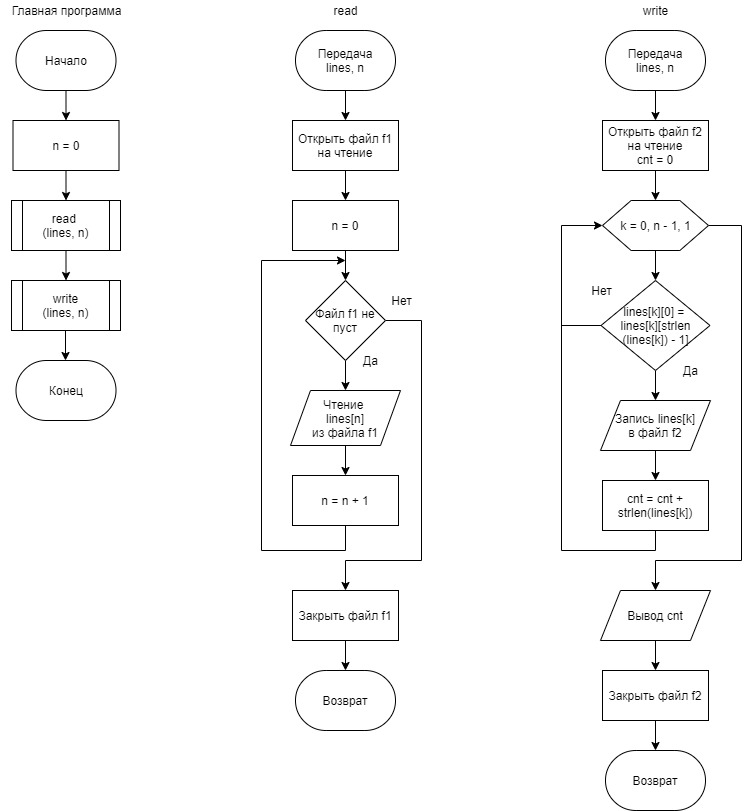 Главная программа
Начало
n = 0
read
(lines, n)
write
(lines, n)
Конец
read
Передача
lines, n
Открыть файл f1
на чтение
n = 0
Файл f1 не
пуст
Нет
Да
Чтение
lines[n]
из файла f1
n = n + 1
Закрыть файл f1
Возврат
write
Передача
lines, n
Открыть файл f2
на чтение
cnt = 0
k = 0, n - 1, 1
Нет
lines[k][0] =
lines[k][strlen
(lines[k]) - 1]
Да
Запись lines[k]
в файл f2
cnt = cnt +
strlen(lines[k])
Вывод cnt
Закрыть файл f2
Возврат